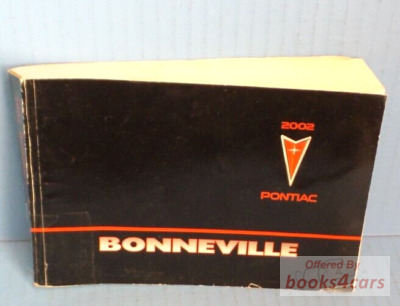 2002
PONTIAC
BONNEVILLE
Offered By
books4cars